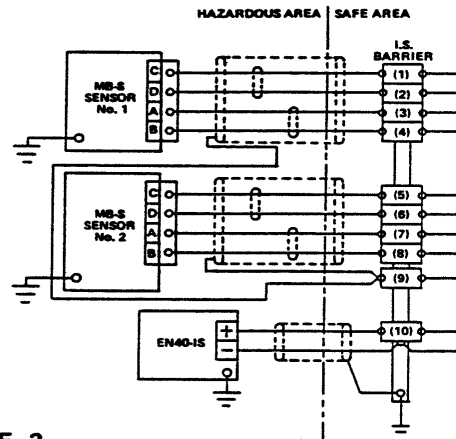 HAZARDOUS AREA SAFE AREA
I.S.
BARRIER
MB-S
SENSOR
No. 1
C
D
A
B
(1)
(2)
(3)
(4)
MB-S
SENSOR
No. 2
C
D
A
B
(5)
(6)
(7)
(8)
(9)
EN40-IS
+
−
(10)